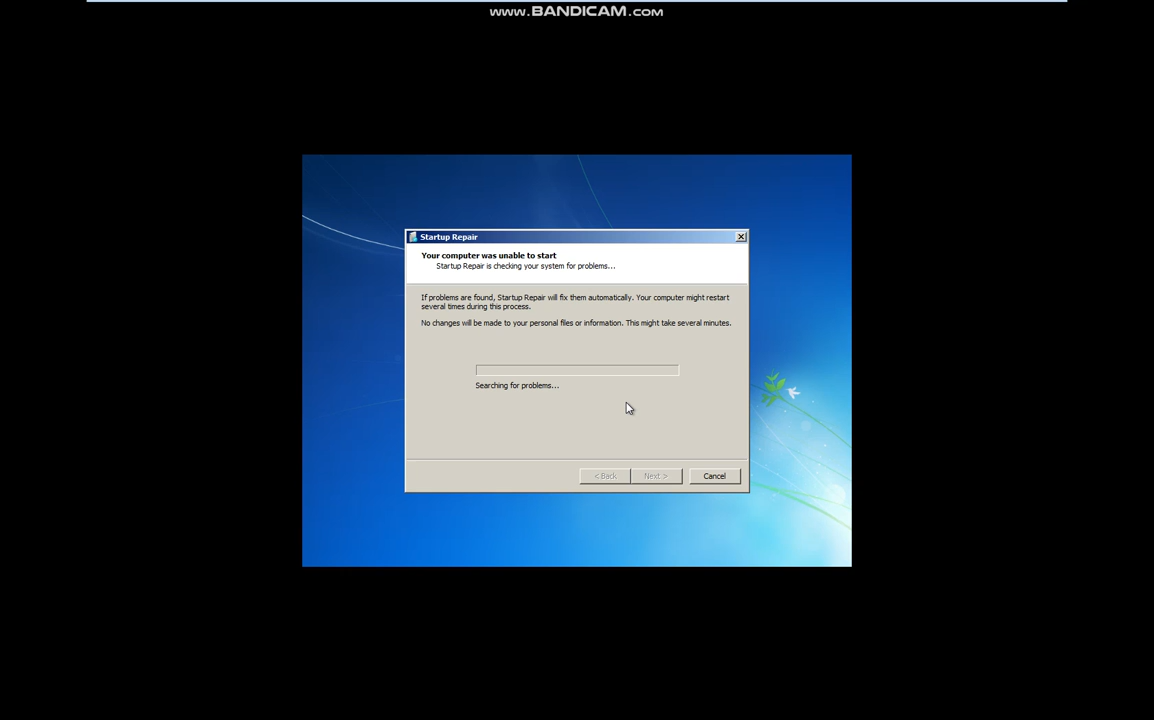 WWW.BANDICAM.COM
Startup Repair
Your computer was unable to start
Startup Repair is checking your system for problems...
If problems are found, Startup Repair will fix them automatically. Your computer might restart
several times during this process.
No changes will be made to your personal files or information. This might take several minutes.
Searching for problems...
< Back
Next >
Cancel